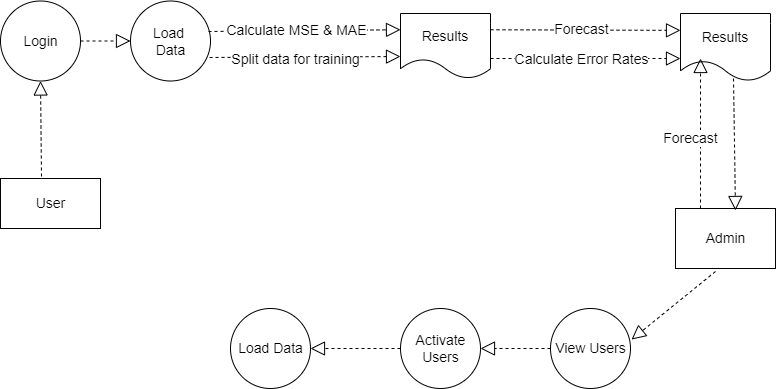 Login
Load
Data
Calculate MSE & MAE
Split data for training
Results
Forecast
Calculate Error Rates
Results
Forecast
User
Admin
Load Data
Activate
Users
View Users